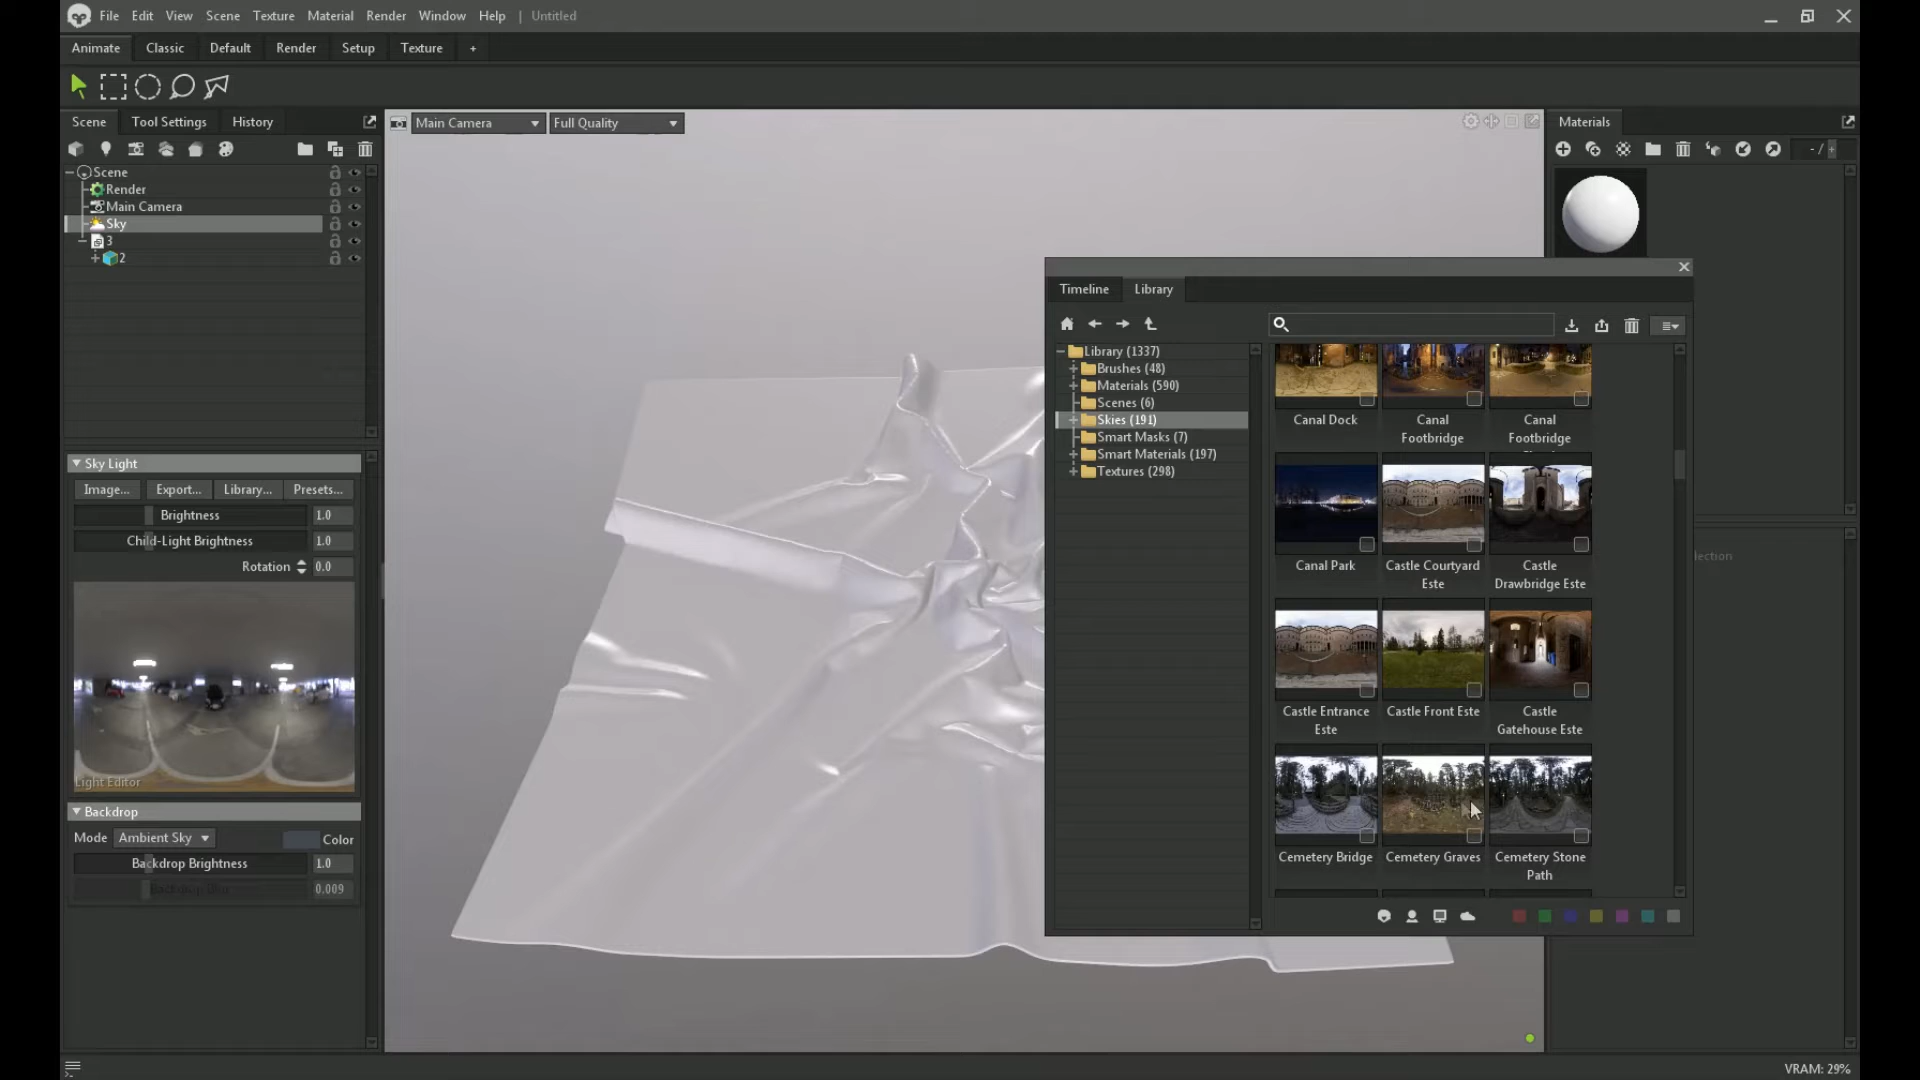 File Edit View Scene Texture Material Render Window Help | Untitled
Animate Classic Default Render Setup Texture +
Scene Tool Settings History
Main Camera Full Quality
Materials
- / +
Scene
Render
Main Camera
Sky
3
2
Timeline Library
Library (1337)
Brushes (48)
Materials (590)
Scenes (6)
Skies (191)
Smart Masks (7)
Smart Materials (197)
Textures (298)
Canal Dock
Canal
Footbridge
Canal
Footbridge
Canal Park
Castle Courtyard
Este
Castle
Drawbridge Este
Castle Entrance
Este
Castle Front Este
Castle
Gatehouse Este
Cemetery Bridge
Cemetery Graves
Cemetery Stone
Path
lection
Sky Light
Image... Export... Library... Presets...
Brightness 1.0
Child-Light Brightness 1.0
Rotation 0.0
Light Editor
Backdrop
Mode Ambient Sky Color
Backdrop Brightness 1.0
Backdrop Blur 0.009
VRAM: 29%